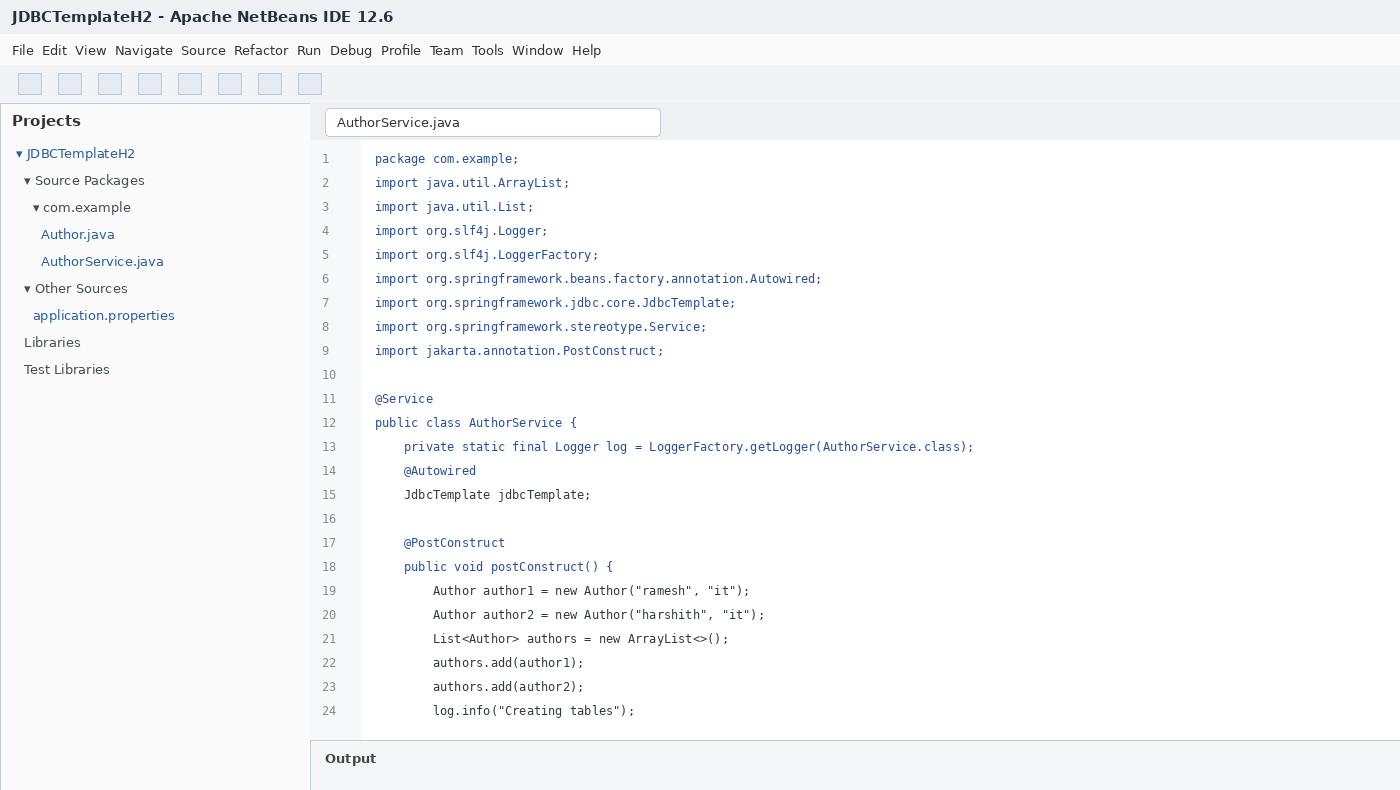 JDBCTemplateH2 - Apache NetBeans IDE 12.6
File Edit View Navigate Source Refactor Run Debug Profile Team Tools Window Help
Projects
▾ JDBCTemplateH2
▾ Source Packages
▾ com.example
Author.java
AuthorService.java
▾ Other Sources
application.properties
Libraries
Test Libraries
AuthorService.java
1 package com.example;
2 import java.util.ArrayList;
3 import java.util.List;
4 import org.slf4j.Logger;
5 import org.slf4j.LoggerFactory;
6 import org.springframework.beans.factory.annotation.Autowired;
7 import org.springframework.jdbc.core.JdbcTemplate;
8 import org.springframework.stereotype.Service;
9 import jakarta.annotation.PostConstruct;
10
11 @Service
12 public class AuthorService {
13     private static final Logger log = LoggerFactory.getLogger(AuthorService.class);
14     @Autowired
15     JdbcTemplate jdbcTemplate;
16
17     @PostConstruct
18     public void postConstruct() {
19         Author author1 = new Author("ramesh", "it");
20         Author author2 = new Author("harshith", "it");
21         List<Author> authors = new ArrayList<>();
22         authors.add(author1);
23         authors.add(author2);
24         log.info("Creating tables");
Output